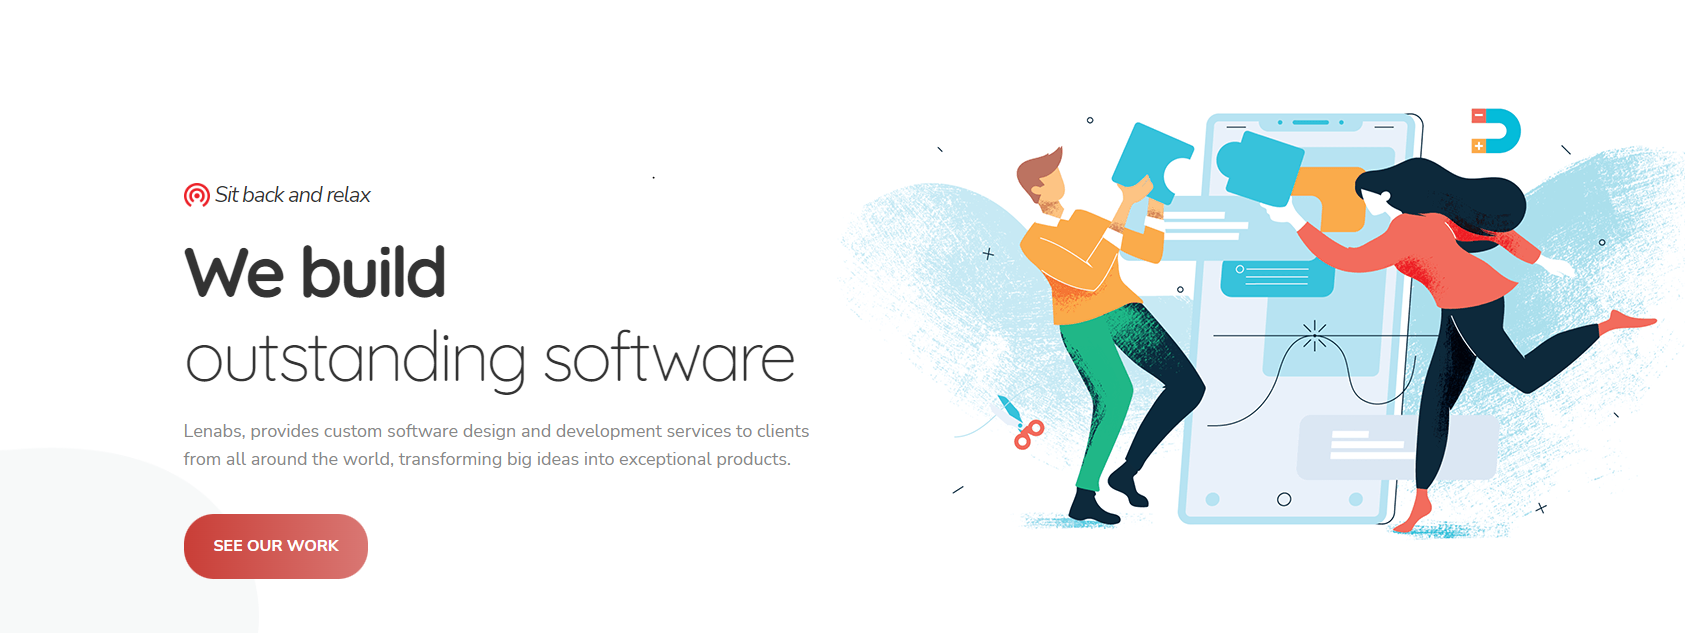 Sit back and relax
We build
outstanding software
Lenabs, provides custom software design and development services to clients
from all around the world, transforming big ideas into exceptional products.
SEE OUR WORK